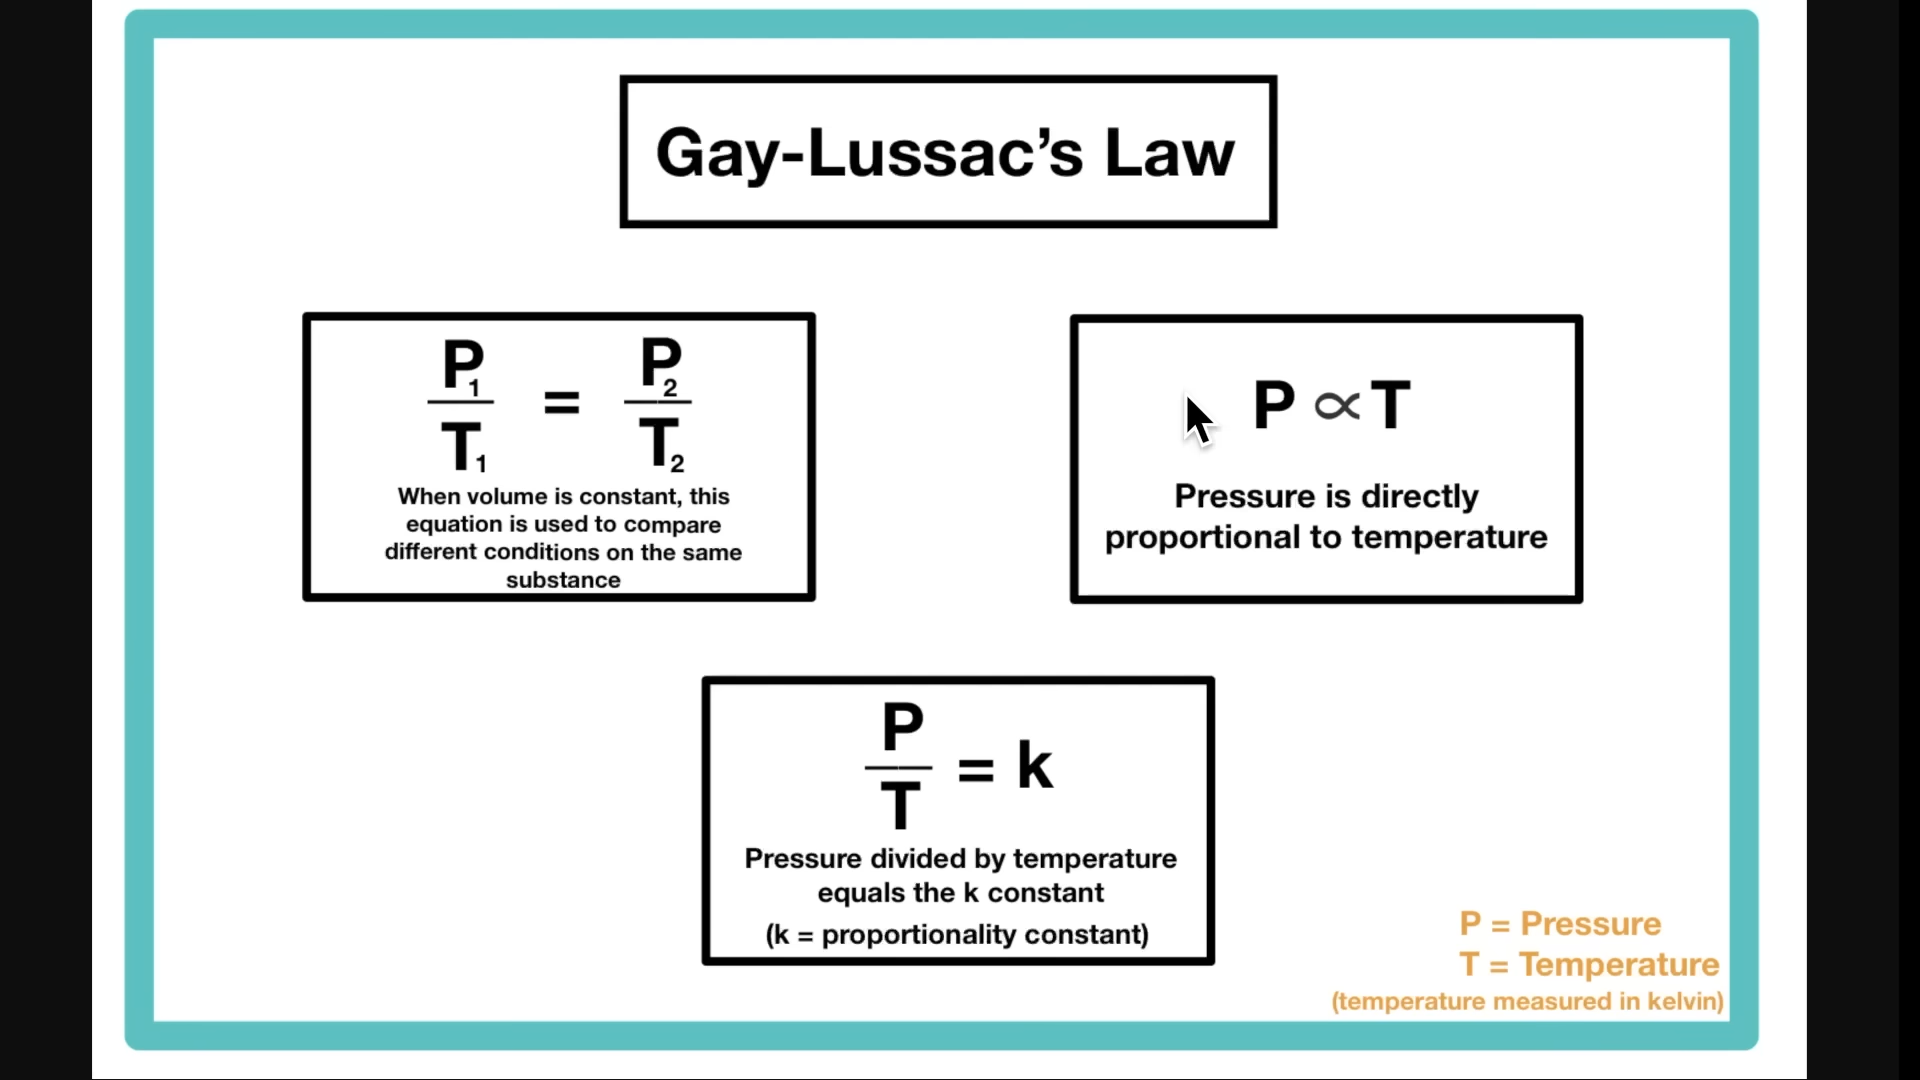 Gay-Lussac’s Law
P₁/T₁ = P₂/T₂
When volume is constant, this
equation is used to compare
different conditions on the same
substance
P ∝ T
Pressure is directly
proportional to temperature
P/T = k
Pressure divided by temperature
equals the k constant
(k = proportionality constant)
P = Pressure
T = Temperature
(temperature measured in kelvin)